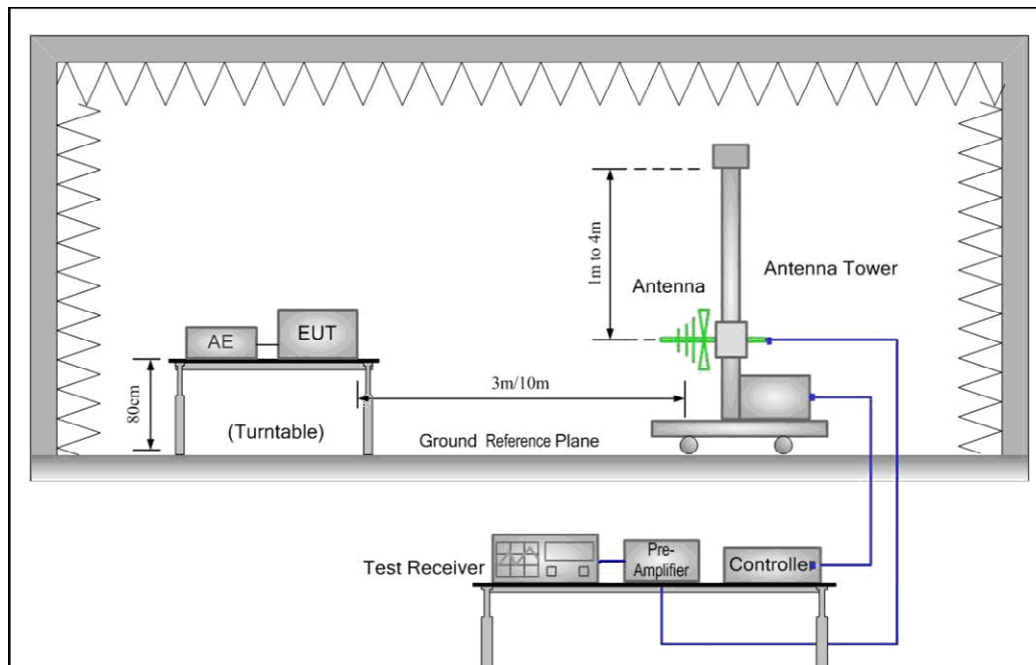 1m to 4m
Antenna Tower
Antenna
AE
EUT
80cm
3m/10m
(Turntable)
Ground Reference Plane
Test Receiver
Pre-
Amplifier
Controller